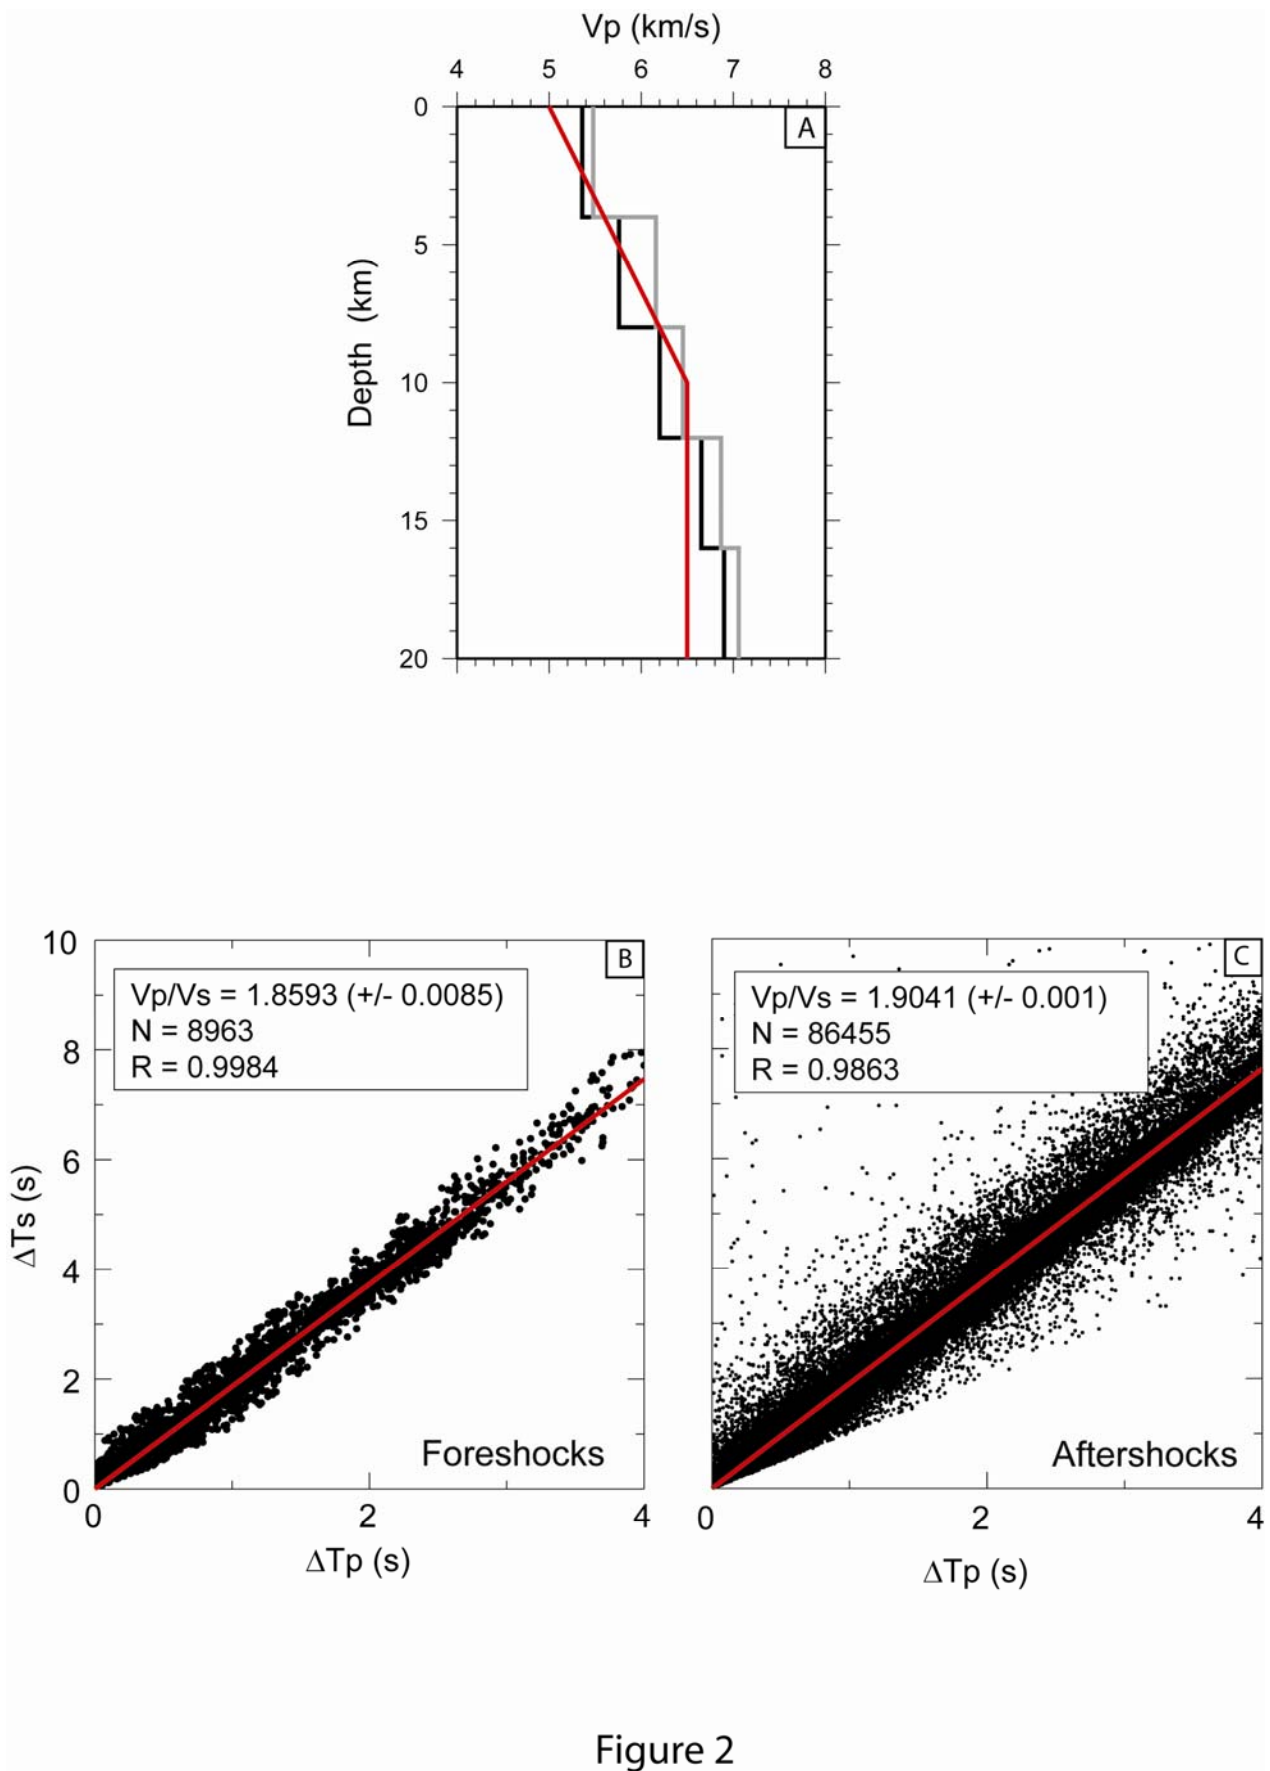 Vp (km/s)
4 5 6 7 8
0
A
5
Depth (km)
10
15
20
10
B
C
Vp/Vs = 1.8593 (+/- 0.0085)
N = 8963
R = 0.9984
Vp/Vs = 1.9041 (+/- 0.001)
N = 86455
R = 0.9863
8
6
ΔTs (s)
4
2
Foreshocks
Aftershocks
0
0 2 4
0 2 4
ΔTp (s)
ΔTp (s)
Figure 2